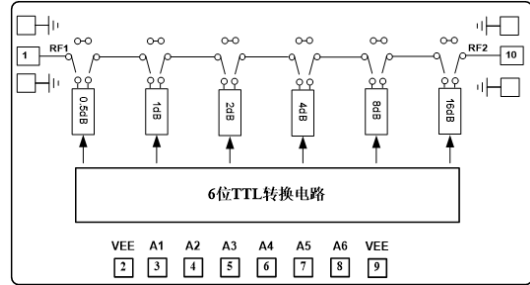 1 RF1 RF2 10
0.5dB 1dB 2dB 4dB 8dB 16dB
6位TTL转换电路
VEE A1 A2 A3 A4 A5 A6 VEE
2 3 4 5 6 7 8 9